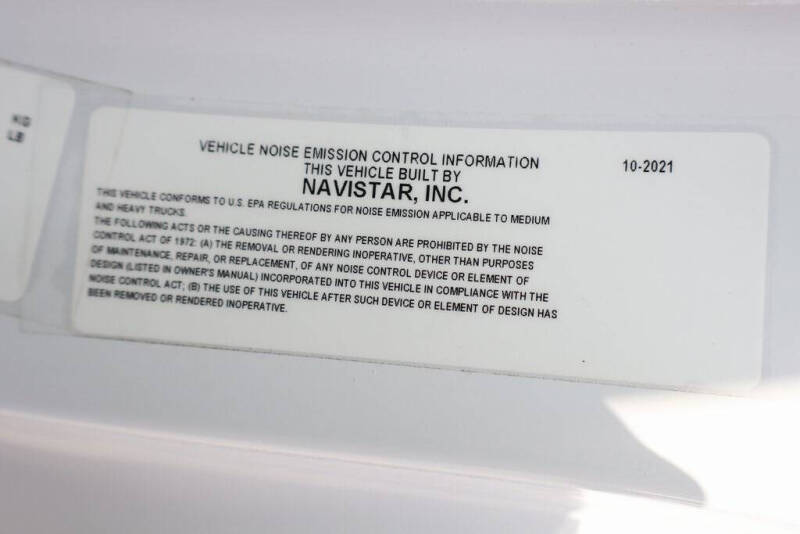 KG
LB
VEHICLE NOISE EMISSION CONTROL INFORMATION
10-2021
THIS VEHICLE BUILT BY
NAVISTAR, INC.
THIS VEHICLE CONFORMS TO U.S. EPA REGULATIONS FOR NOISE EMISSION APPLICABLE TO MEDIUM
AND HEAVY TRUCKS.
THE FOLLOWING ACTS OR THE CAUSING THEREOF BY ANY PERSON ARE PROHIBITED BY THE NOISE
CONTROL ACT OF 1972: (A) THE REMOVAL OR RENDERING INOPERATIVE, OTHER THAN PURPOSES
OF MAINTENANCE, REPAIR, OR REPLACEMENT, OF ANY NOISE CONTROL DEVICE OR ELEMENT OF
DESIGN (LISTED IN OWNER'S MANUAL) INCORPORATED INTO THIS VEHICLE IN COMPLIANCE WITH THE
NOISE CONTROL ACT; (B) THE USE OF THIS VEHICLE AFTER SUCH DEVICE OR ELEMENT OF DESIGN HAS
BEEN REMOVED OR RENDERED INOPERATIVE.